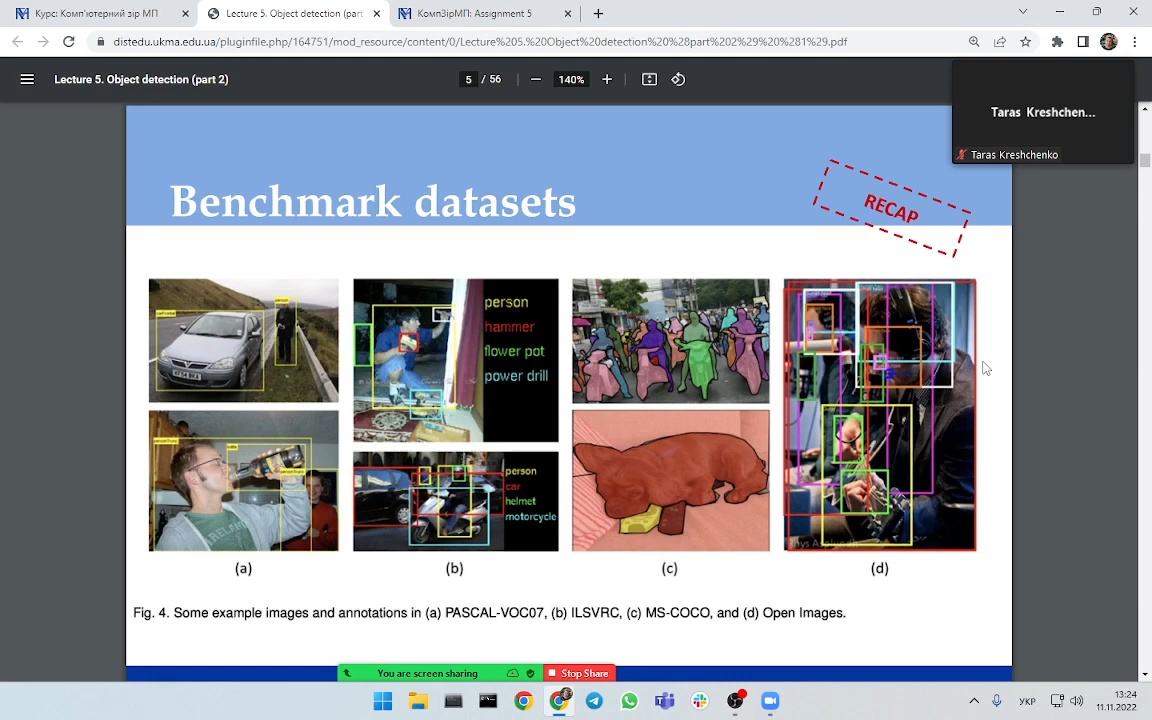 Курс: Комп'ютерний зір МП
Lecture 5. Object detection (part
КомпЗірМП: Assignment 5
distedu.ukma.edu.ua/pluginfile.php/164751/mod_resource/content/0/Lecture%205.%20Object%20detection%20%28part%202%29%20%281%29.pdf
Lecture 5. Object detection (part 2)
5 / 56
140%
Taras Kreshchen...
Taras Kreshchenko
Benchmark datasets
RECAP
person
hammer
flower pot
power drill
person
car
helmet
motorcycle
(a)
(b)
(c)
(d)
Fig. 4. Some example images and annotations in (a) PASCAL-VOC07, (b) ILSVRC, (c) MS-COCO, and (d) Open Images.
You are screen sharing
Stop Share
УКР
13:24
11.11.2022